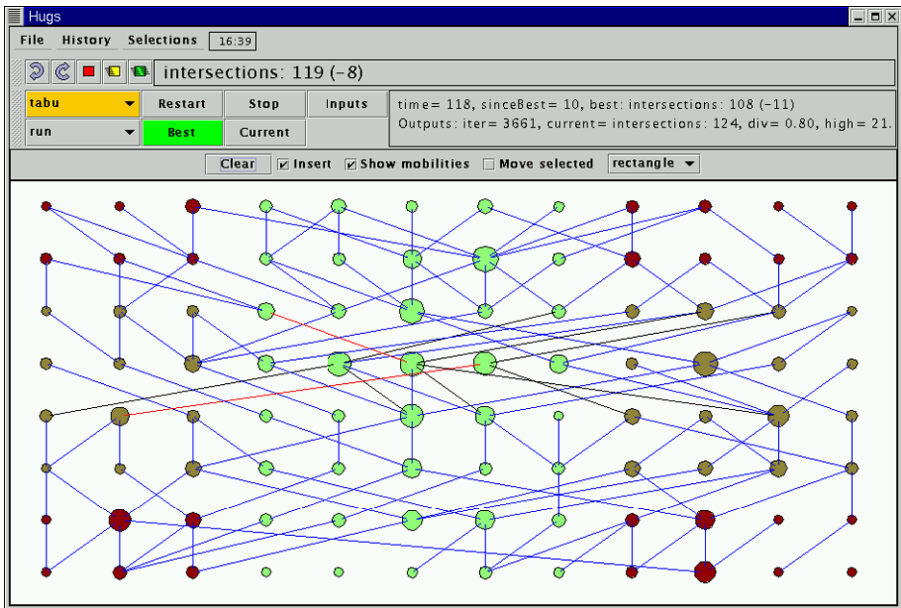 Hugs
File History Selections 16:39
intersections: 119 (-8)
tabu Restart Stop Inputs
time= 118, sinceBest= 10, best: intersections: 108 (-11)
run Best Current
Outputs: iter= 3661, current= intersections: 124, div= 0.80, high= 21.
Clear Insert Show mobilities Move selected rectangle